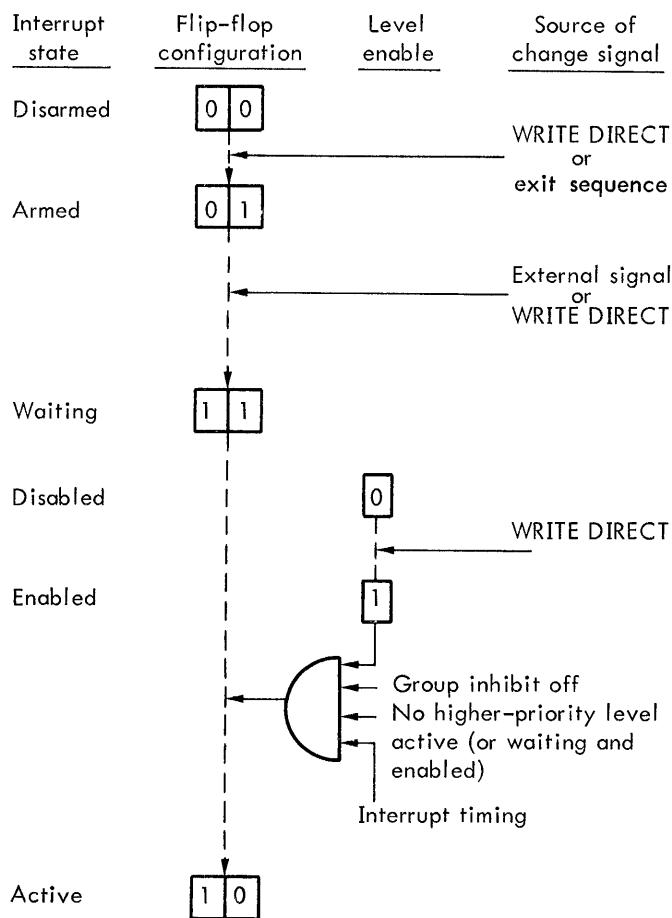 Interrupt state
Flip-flop configuration
Level enable
Source of change signal
Disarmed
0 0
WRITE DIRECT
or
exit sequence
Armed
0 1
External signal
or
WRITE DIRECT
Waiting
1 1
Disabled
0
WRITE DIRECT
Enabled
1
Group inhibit off
No higher-priority level
active (or waiting and
enabled)
Interrupt timing
Active
1 0